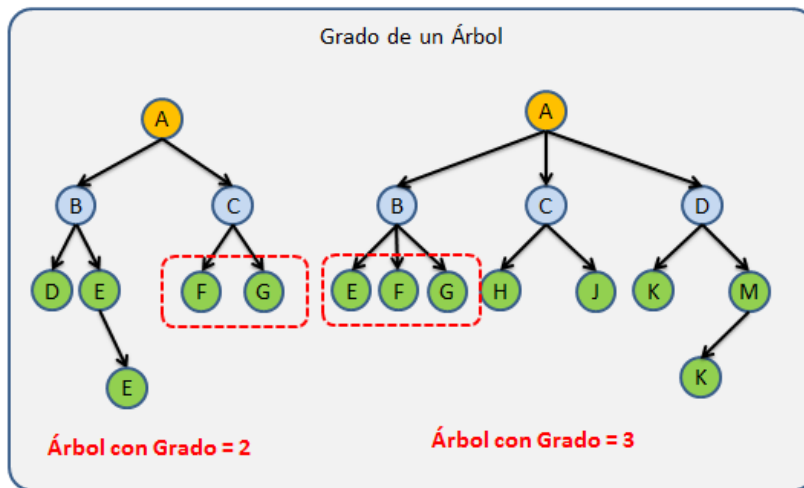 Grado de un Árbol
A
B
C
D
E
F
G
E
Árbol con Grado = 2
A
B
C
D
E
F
G
H
J
K
M
K
Árbol con Grado = 3